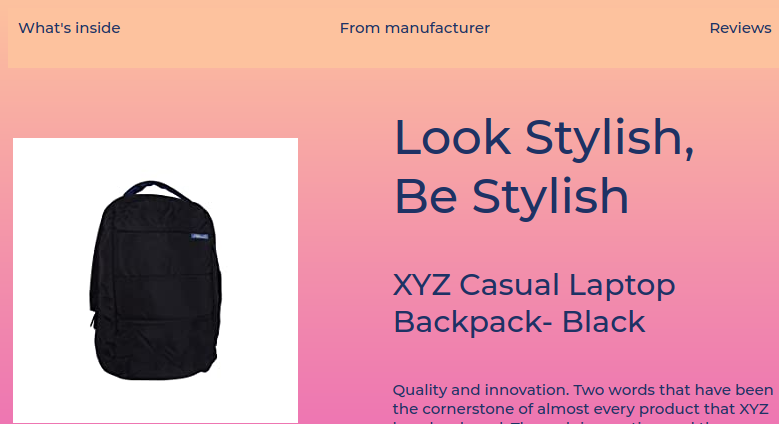 What's inside
From manufacturer
Reviews
Look Stylish,
Be Stylish
XYZ Casual Laptop
Backpack- Black
Quality and innovation. Two words that have been
the cornerstone of almost every product that XYZ